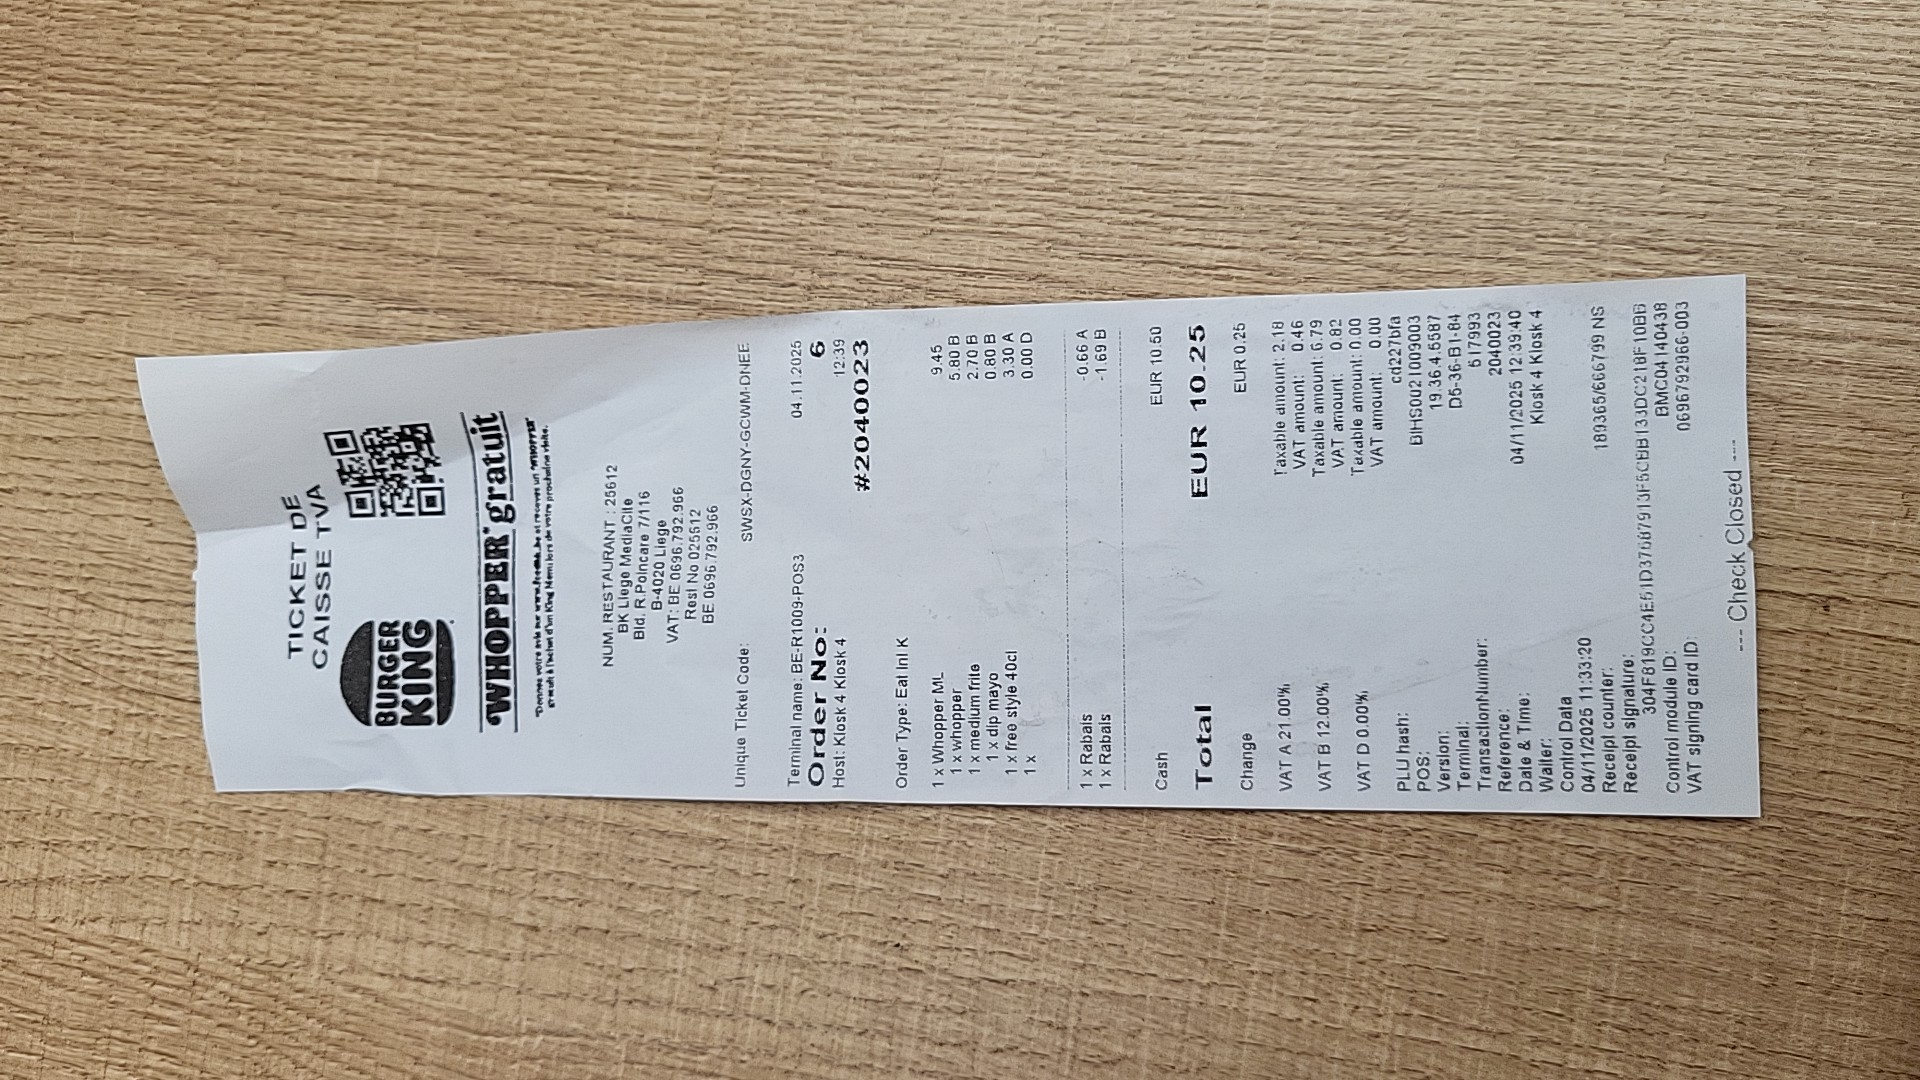 TICKET DE
CAISSE TVA
BURGER
KING
WHOPPER® gratuit
NUM. RESTAURANT : 25612
BK Liege MediaCite
Bld. R.Poincare 7/116
B-4020 Liege
VAT: BE 0696.792.966
Rest No 025612
BE 0696.792.966
Unique Ticket Code: SWSX-DGNY-GCWM-DNEE
Terminal name: BE-R1009-POS3 04.11.2025
Order No: 6
Host: Kiosk 4 Kiosk 4 12:39
#2040023
Order Type: Eat Inl K
1 x Whopper ML 9.45
1 x whopper 5.80 B
1 x medium frite 2.70 B
1 x dip mayo 0.80 B
1 x free style 40cl 3.30 A
1 x 0.00 D
1 x Rabais -0.66 A
1 x Rabais -1.69 B
Cash EUR 10.50
Total EUR 10.25
Change EUR 0.25
VAT A 21.00% Taxable amount: 2.18
VAT amount: 0.46
VAT B 12.00% Taxable amount: 6.79
VAT amount: 0.82
VAT D 0.00% Taxable amount: 0.00
VAT amount: 0.00
PLU hash: cd227bfa
POS: BIHS0021009003
Version: 19.36.4.5587
Terminal: D5-36-B1-84
TransactionNumber: 517993
Reference: 2040023
Date & Time: 04/11/2025 12:39:40
Waiter: Kiosk 4 Kiosk 4
Control Data
04/11/2025 11:33:20
Receipt counter: 189365/666799 NS
Receipt signature:
Control module ID: BMC04140438
VAT signing card ID: 0696792966-003
--- Check Closed ---